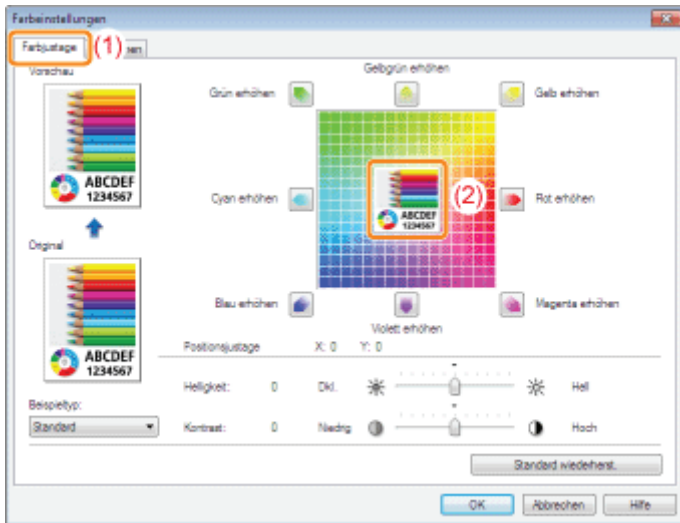 Farbeinstellungen
Farbjustage (1)
Vorschau
Gelbgrün erhöhen
Grün erhöhen
Gelb erhöhen
ABCDEF
1234567
Cyan erhöhen
ABCDEF
1234567
(2)
Rot erhöhen
Original
Blau erhöhen
Magenta erhöhen
Violett erhöhen
ABCDEF
1234567
Positionsjustage X: 0 Y: 0
Helligkeit: 0 Dkl. Hell
Beispieltyp:
Standard
Kontrast: 0 Niedrig Hoch
Standard wiederherst.
OK Abbrechen Hilfe